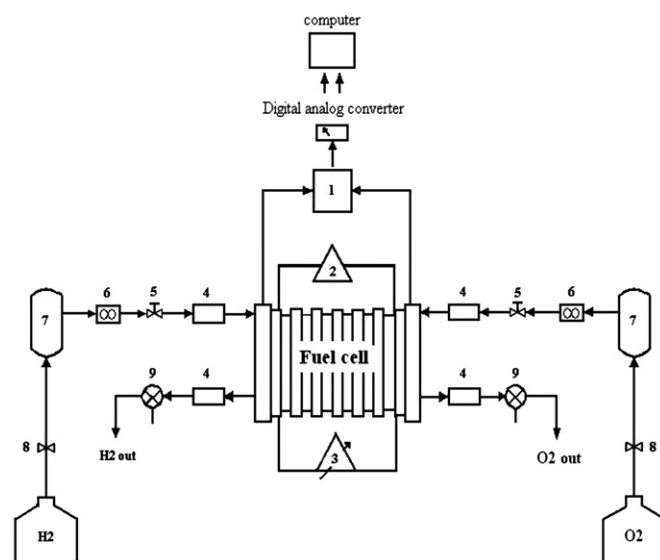 computer
Digital analog converter
1
2
6 5 4
4 5 6
7
7
Fuel cell
9 4
4 9
8
H2 out
3
O2 out
8
H2
O2